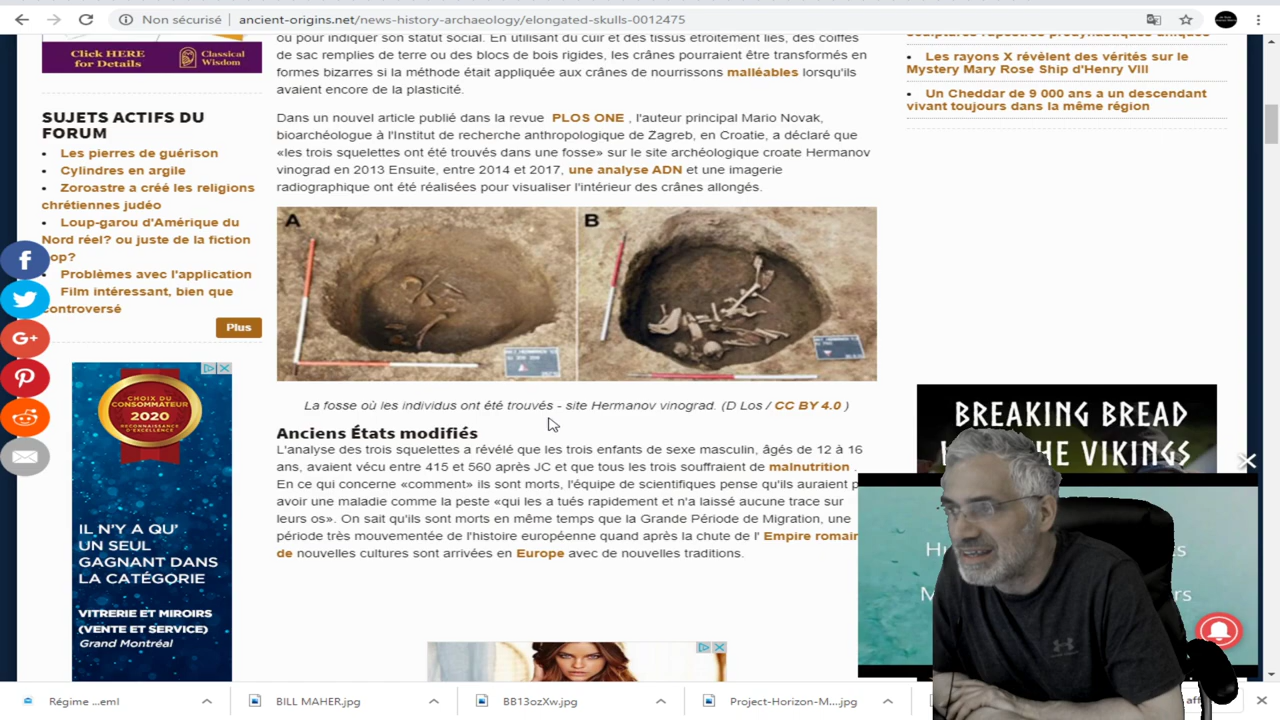 Non sécurisé
ancient-origins.net/news-history-archaeology/elongated-skulls-0012475
Click HERE
for Details
Classical
Wisdom
SUJETS ACTIFS DU
FORUM
• Les pierres de guérison
• Cylindres en argile
• Zoroastre a créé les religions
chrétiennes judéo
• Loup-garou d'Amérique du
Nord réel? ou juste de la fiction
• Problèmes avec l'application
Film intéressant, bien que
controversé
Plus
CHOIX DU
CONSOMMATEUR
2020
RECONNAISSANCE
D'EXCELLENCE
IL N'Y A QU'
UN SEUL
GAGNANT DANS
LA CATÉGORIE
VITRERIE ET MIROIRS
(VENTE ET SERVICE)
Grand Montréal
ou pour indiquer son statut social. En utilisant du cuir et des tissus étroitement liés, des coiffes
de sac remplies de terre ou des blocs de bois rigides, les crânes pourraient être transformés en
formes bizarres si la méthode était appliquée aux crânes de nourrissons malléables lorsqu'ils
avaient encore de la plasticité.
Dans un nouvel article publié dans la revue PLOS ONE , l'auteur principal Mario Novak,
bioarchéologue à l'Institut de recherche anthropologique de Zagreb, en Croatie, a déclaré que
«les trois squelettes ont été trouvés dans une fosse» sur le site archéologique croate Hermanov
vinograd en 2013 Ensuite, entre 2014 et 2017, une analyse ADN et une imagerie
radiographique ont été réalisées pour visualiser l'intérieur des crânes allongés.
A
B
La fosse où les individus ont été trouvés - site Hermanov vinograd. (D Los / CC BY 4.0 )
Anciens États modifiés
L'analyse des trois squelettes a révélé que les trois enfants de sexe masculin, âgés de 12 à 16
ans, avaient vécu entre 415 et 560 après JC et que tous les trois souffraient de malnutrition .
En ce qui concerne «comment» ils sont morts, l'équipe de scientifiques pense qu'ils auraient p
avoir une maladie comme la peste «qui les a tués rapidement et n'a laissé aucune trace sur
leurs os». On sait qu'ils sont morts en même temps que la Grande Période de Migration, une
période très mouvementée de l'histoire européenne quand après la chute de l' Empire romain
de nouvelles cultures sont arrivées en Europe avec de nouvelles traditions.
sculptures rupestres prédynastiques uniques
• Les rayons X révèlent des vérités sur le
Mystery Mary Rose Ship d'Henry VIII
• Un Cheddar de 9 000 ans a un descendant
vivant toujours dans la même région
BREAKING BREAD
THE VIKINGS
Régime ...eml
BILL MAHER.jpg
BB13ozXw.jpg
Project-Horizon-M....jpg
aff